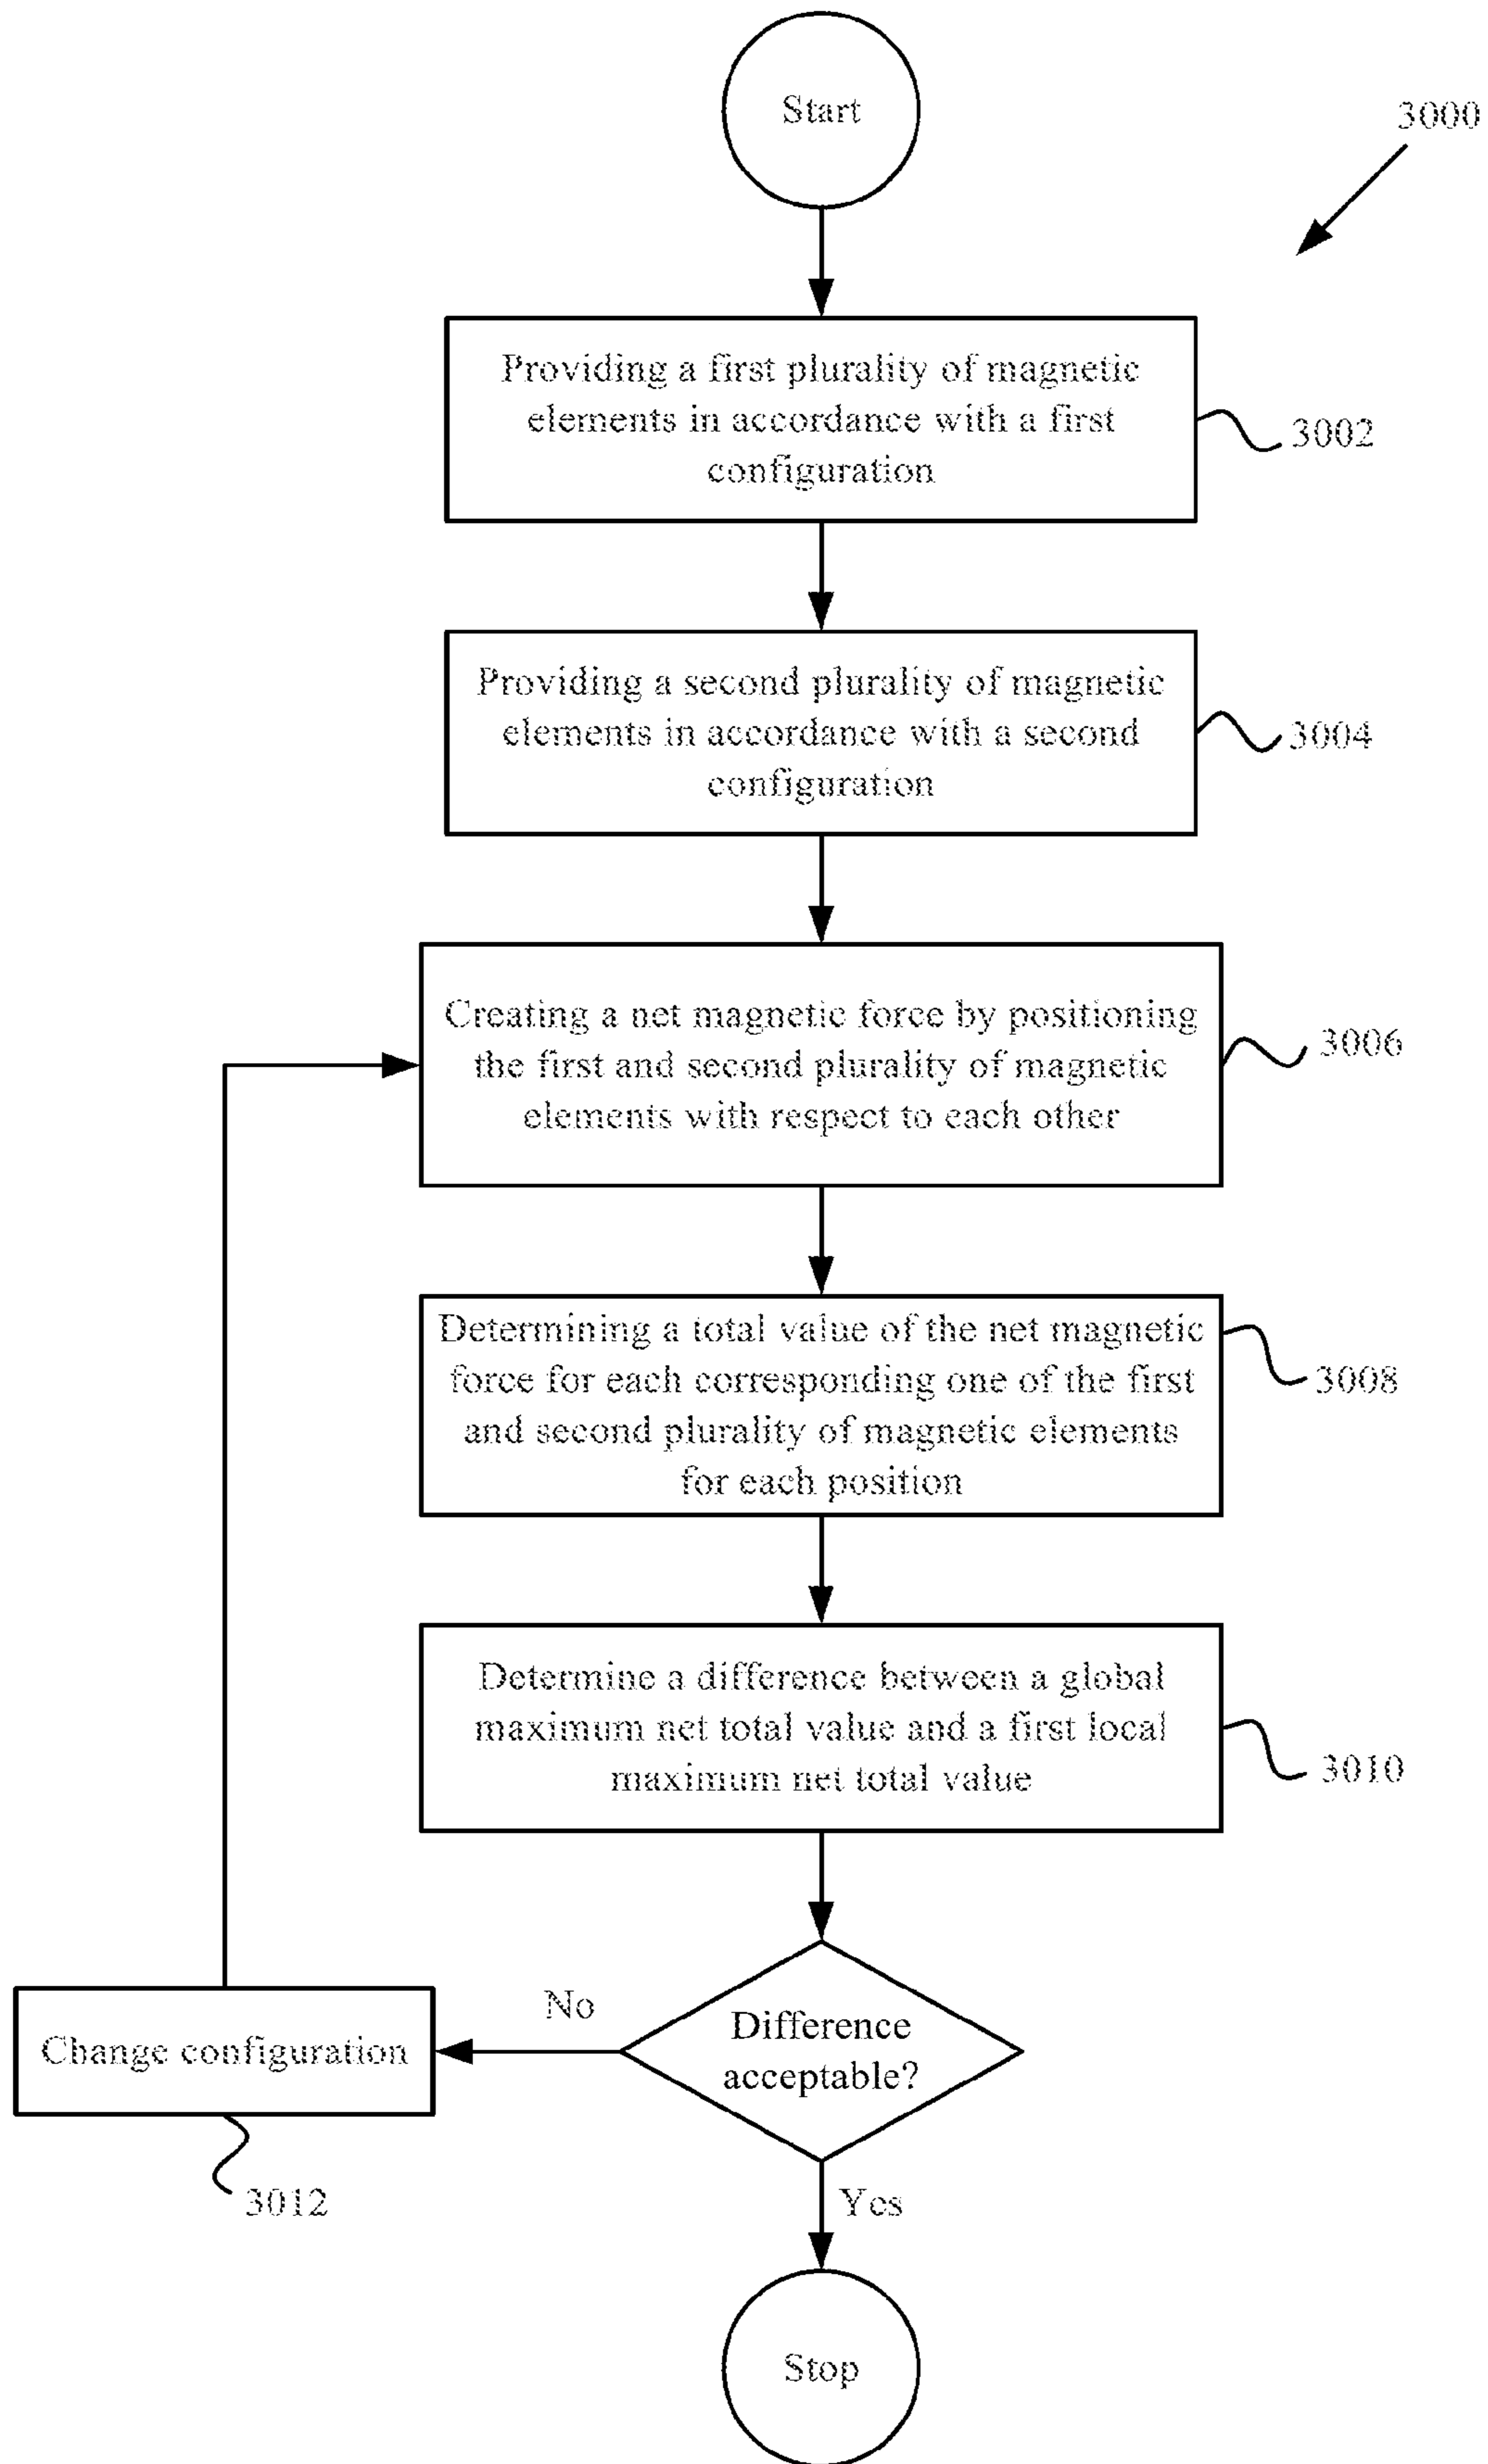 Start
3000
Providing a first plurality of magnetic
elements in accordance with a first
configuration
3002
Providing a second plurality of magnetic
elements in accordance with a second
configuration
3004
Creating a net magnetic force by positioning
the first and second plurality of magnetic
elements with respect to each other
3006
Determining a total value of the net magnetic
force for each corresponding one of the first
and second plurality of magnetic elements
for each position
3008
Determine a difference between a global
maximum net total value and a first local
maximum net total value
3010
Difference
acceptable?
No
Change configuration
3012
Yes
Stop